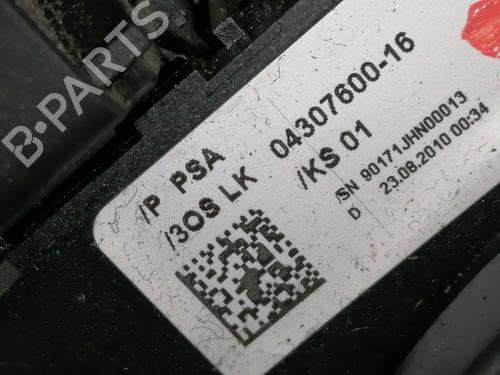 B-PARTS
/P PSA 04307600-16
/3OS LK /KS 01
/SN 90171JHN00013
D 23.08.2010 00:34